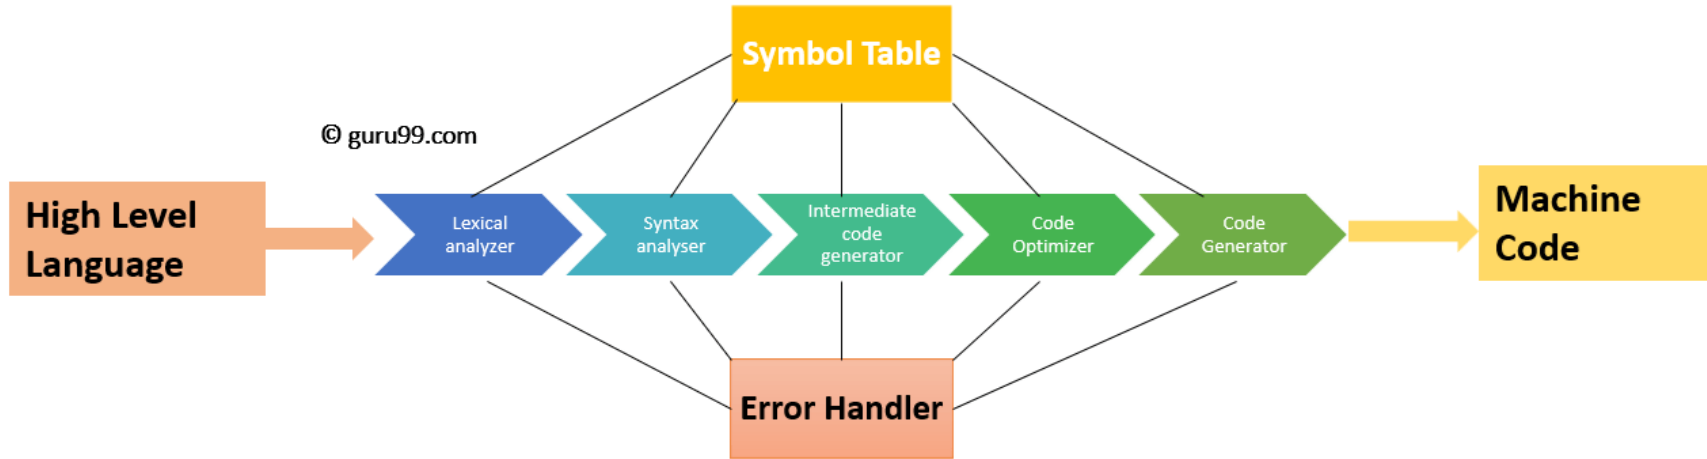 Symbol Table
© guru99.com
High Level
Language
Lexical
analyzer
Syntax
analyser
Intermediate
code
generator
Code
Optimizer
Code
Generator
Machine
Code
Error Handler